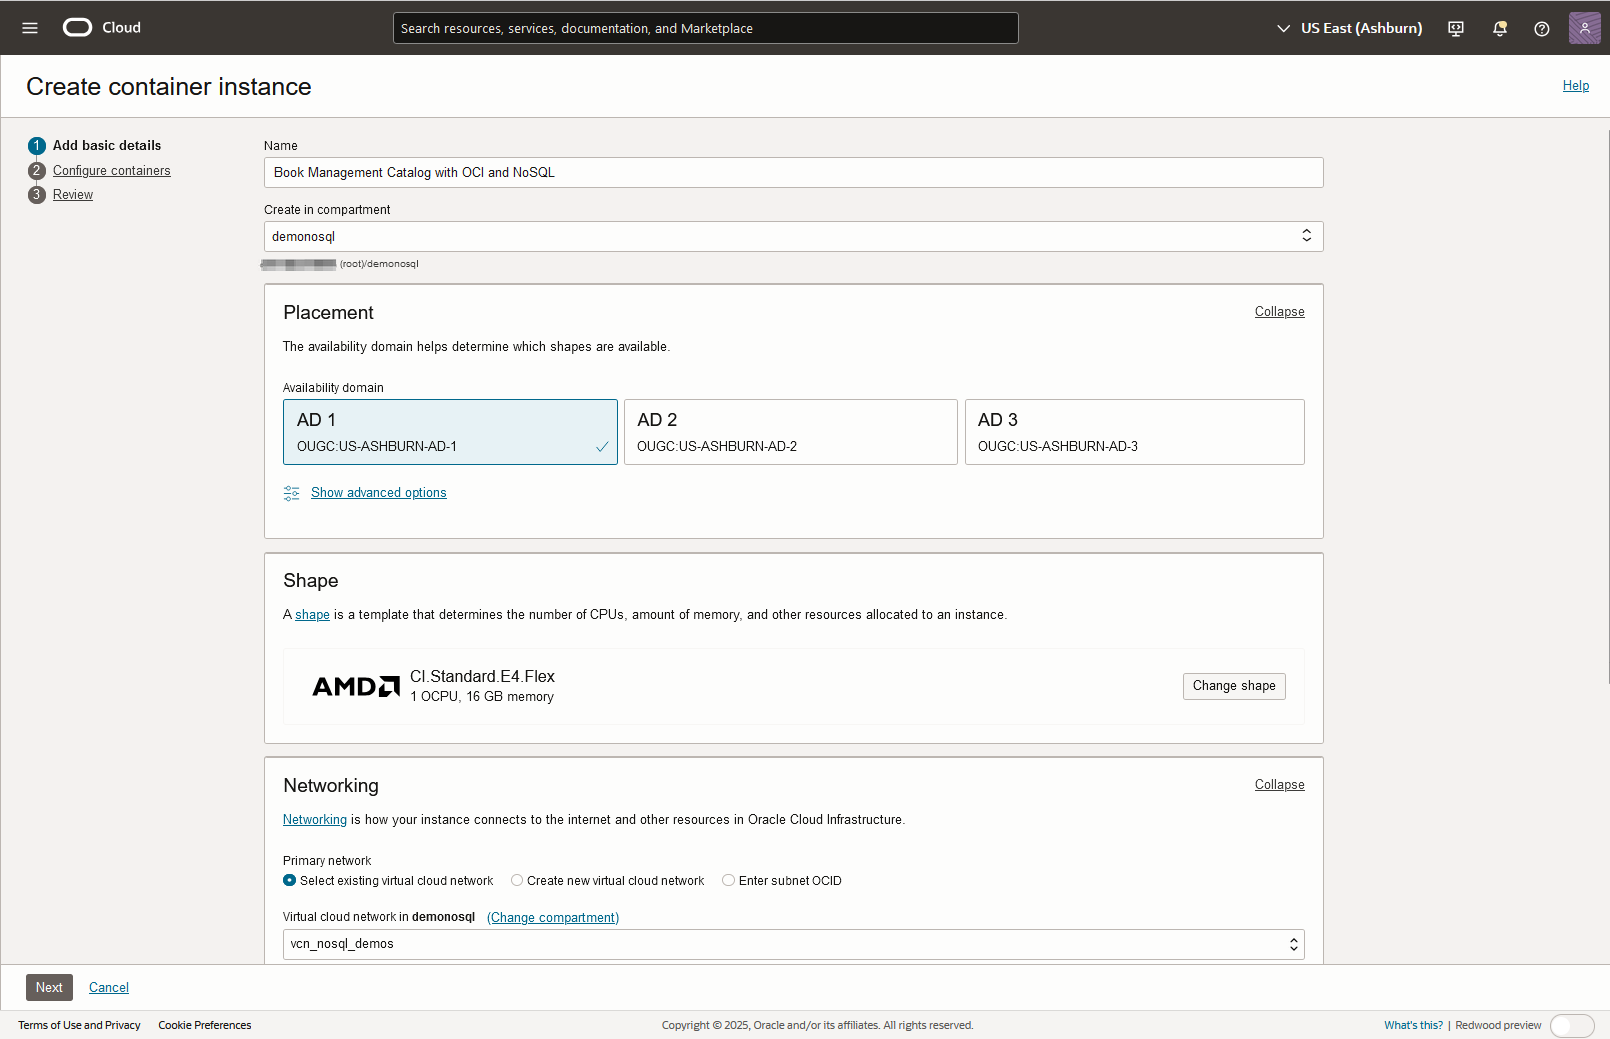 Cloud
Search resources, services, documentation, and Marketplace
US East (Ashburn)
Create container instance
Help
1 Add basic details
2 Configure containers
3 Review
Name
Book Management Catalog with OCI and NoSQL
Create in compartment
demonosql
(root)/demonosql
Placement
Collapse
The availability domain helps determine which shapes are available.
Availability domain
AD 1
OUGC:US-ASHBURN-AD-1
AD 2
OUGC:US-ASHBURN-AD-2
AD 3
OUGC:US-ASHBURN-AD-3
Show advanced options
Shape
A shape is a template that determines the number of CPUs, amount of memory, and other resources allocated to an instance.
AMD
CI.Standard.E4.Flex
1 OCPU, 16 GB memory
Change shape
Networking
Collapse
Networking is how your instance connects to the internet and other resources in Oracle Cloud Infrastructure.
Primary network
Select existing virtual cloud network
Create new virtual cloud network
Enter subnet OCID
Virtual cloud network in demonosql (Change compartment)
vcn_nosql_demos
Next
Cancel
Terms of Use and Privacy
Cookie Preferences
Copyright © 2025, Oracle and/or its affiliates. All rights reserved.
What's this? | Redwood preview